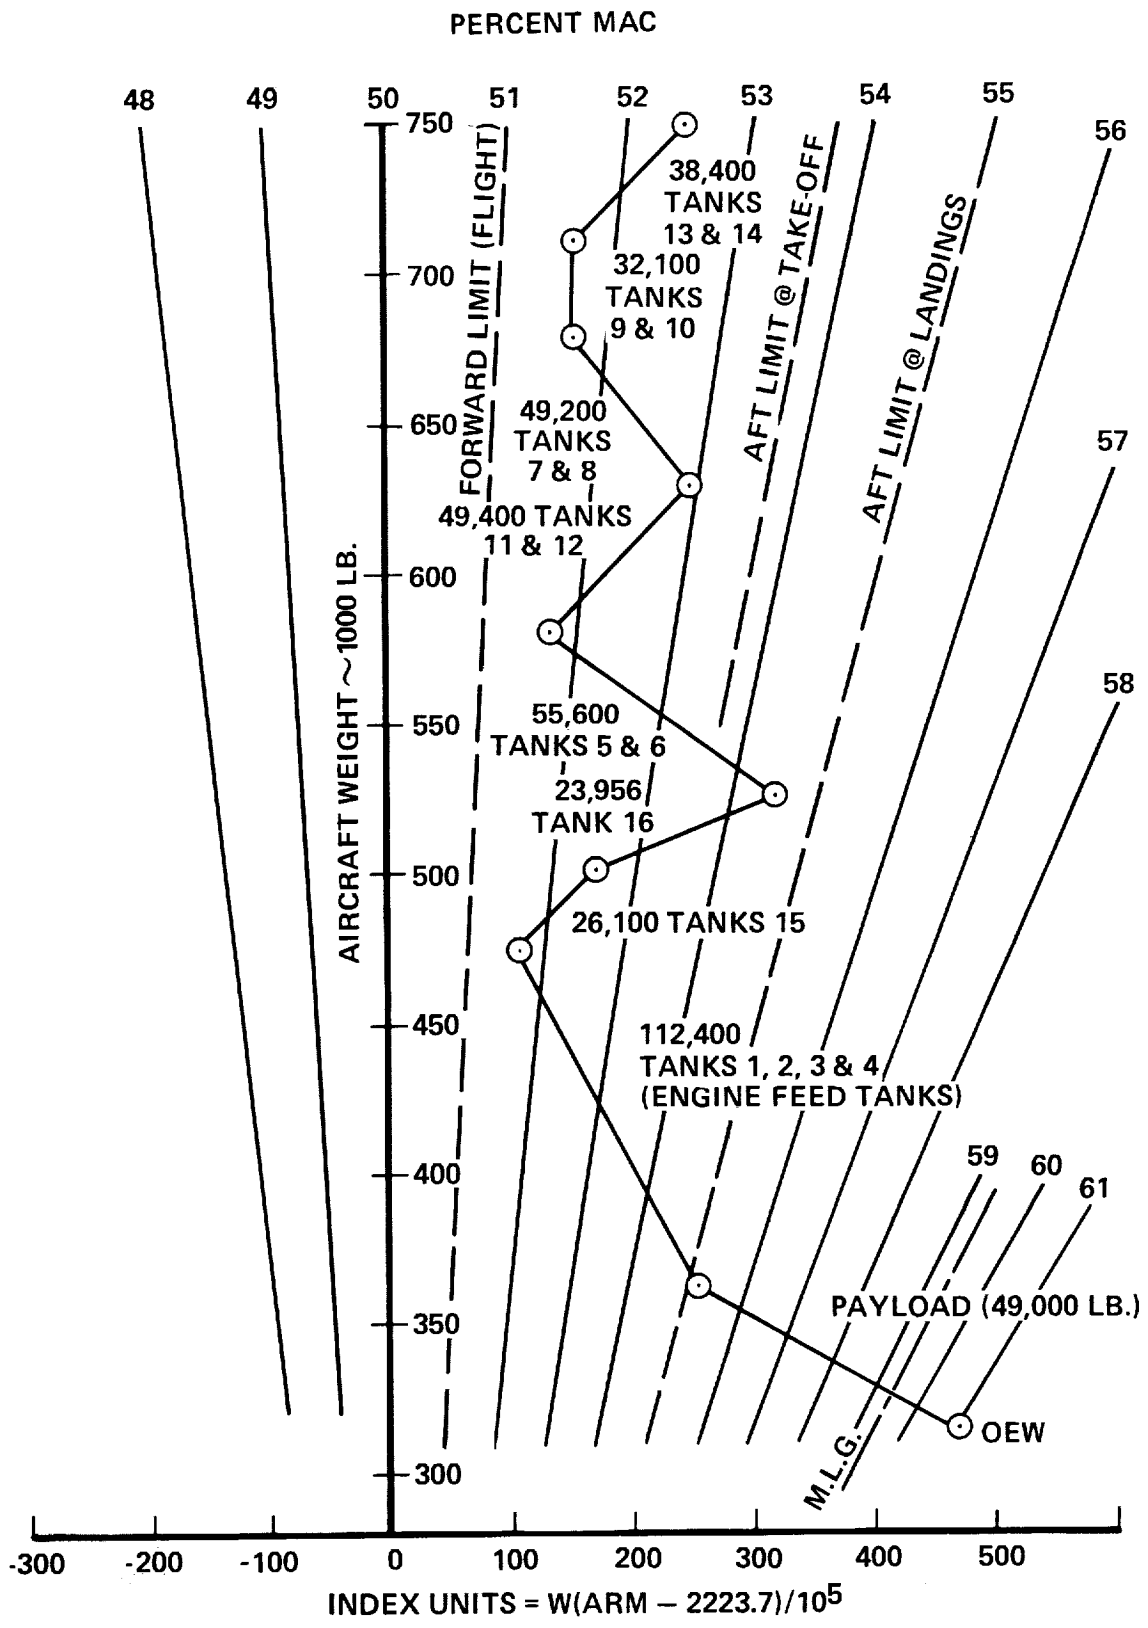 PERCENT MAC
48 49 50 51 52 53 54 55 56
57
58
59 60 61
750
700
650
600
550
500
450
400
350
300
AIRCRAFT WEIGHT ~ 1000 LB.
FORWARD LIMIT (FLIGHT)
AFT LIMIT @ TAKE-OFF
AFT LIMIT @ LANDINGS
38,400
TANKS
13 & 14
32,100
TANKS
9 & 10
49,200
TANKS
7 & 8
49,400 TANKS
11 & 12
55,600
TANKS 5 & 6
23,956
TANK 16
26,100 TANKS 15
112,400
TANKS 1, 2, 3 & 4
(ENGINE FEED TANKS)
PAYLOAD (49,000 LB.)
OEW
M.L.G.
-300 -200 -100 0 100 200 300 400 500
INDEX UNITS = W(ARM – 2223.7)/10⁵